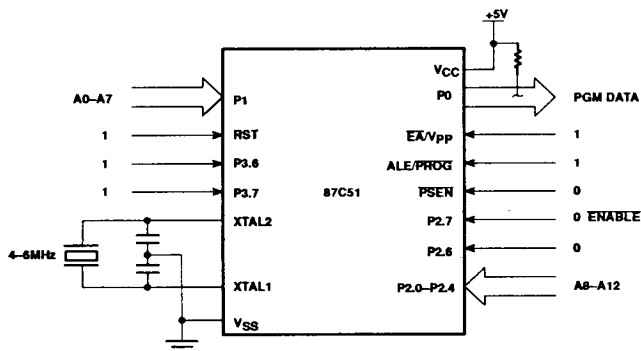 +5V
VCC
A0–A7
P1
P0
PGM DATA
1
RST
EA/VPP
1
1
P3.6
ALE/PROG
1
1
P3.7
87C51
PSEN
0
XTAL2
P2.7
0 ENABLE
4–6MHz
P2.6
0
XTAL1
P2.0–P2.4
A8–A12
VSS